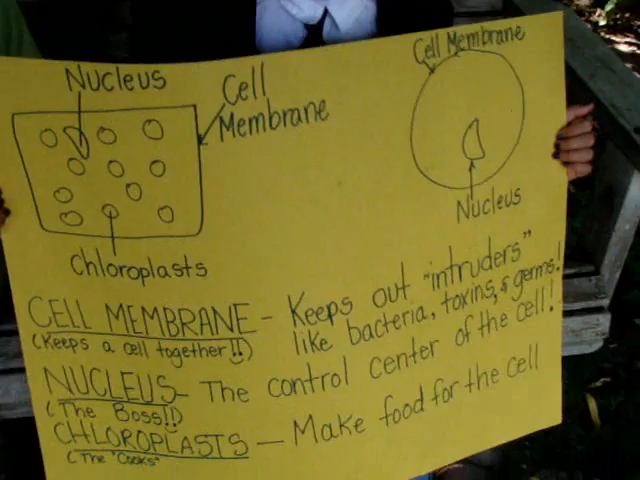 Nucleus
Cell
Membrane
Chloroplasts
Cell Membrane
Nucleus
CELL MEMBRANE - Keeps out "intruders"
(Keeps a cell together!!) like bacteria, toxins, & germs!
NUCLEUS - The control center of the cell!
(The Boss!!)
CHLOROPLASTS - Make food for the cell
(The "Cooks"